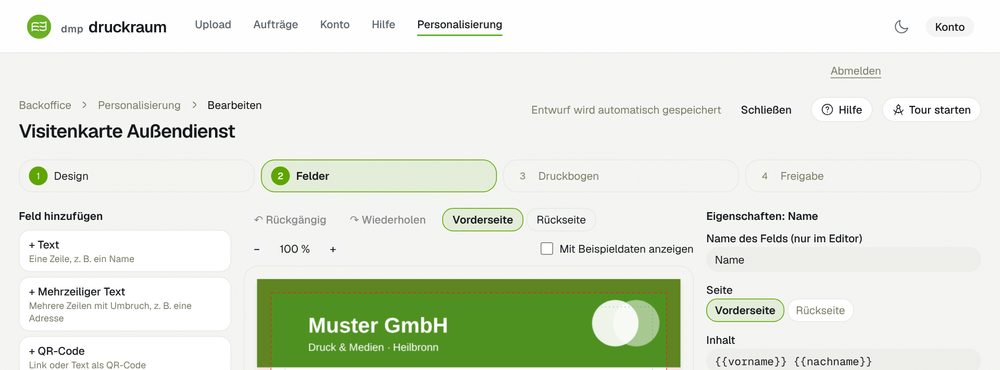 dmp druckraum
Upload Aufträge Konto Hilfe Personalisierung
Konto
Abmelden
Backoffice > Personalisierung > Bearbeiten
Entwurf wird automatisch gespeichert Schließen Hilfe Tour starten
Visitenkarte Außendienst
1 Design
2 Felder
3 Druckbogen
4 Freigabe
Feld hinzufügen
+ Text
Eine Zeile, z. B. ein Name
+ Mehrzeiliger Text
Mehrere Zeilen mit Umbruch, z. B. eine
Adresse
+ QR-Code
Link oder Text als QR-Code
↶ Rückgängig ↷ Wiederholen Vorderseite Rückseite
− 100 % + Mit Beispieldaten anzeigen
Muster GmbH
Druck & Medien · Heilbronn
Eigenschaften: Name
Name des Felds (nur im Editor)
Name
Seite
Vorderseite Rückseite
Inhalt
{{vorname}} {{nachname}}